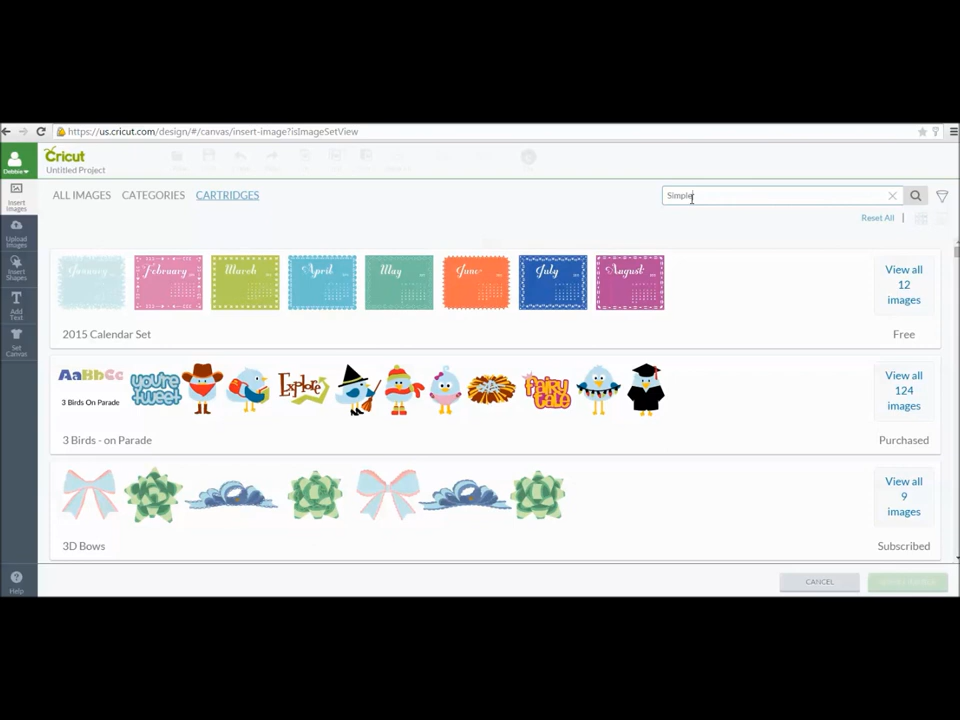 https://us.cricut.com/design/#/canvas/insert-image?isImageSetView
Cricut
Debbie
Untitled Project
Insert Images
Upload Images
Insert Shapes
Add Text
Set Canvas
Help
ALL IMAGES CATEGORIES CARTRIDGES
Simple
Reset All
January February March April May June July August
View all 12 images
2015 Calendar Set
Free
AaBbCc
3 Birds On Parade
you're tweet
Explore
fairy tale
View all 124 images
3 Birds - on Parade
Purchased
View all 9 images
3D Bows
Subscribed
CANCEL